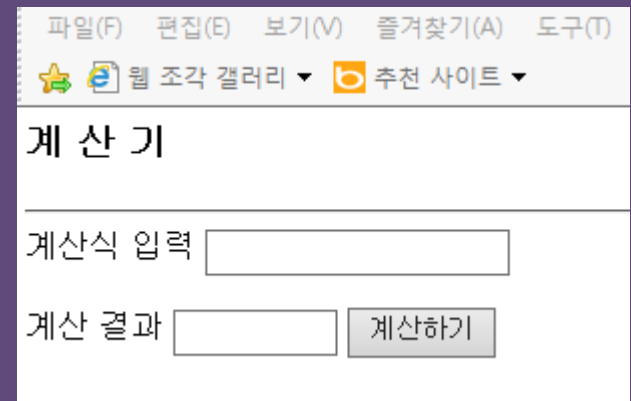 파일(F) 편집(E) 보기(V) 즐겨찾기(A) 도구(T)
웹 조각 갤러리 추천 사이트
계 산 기
계산식 입력
계산 결과 계산하기